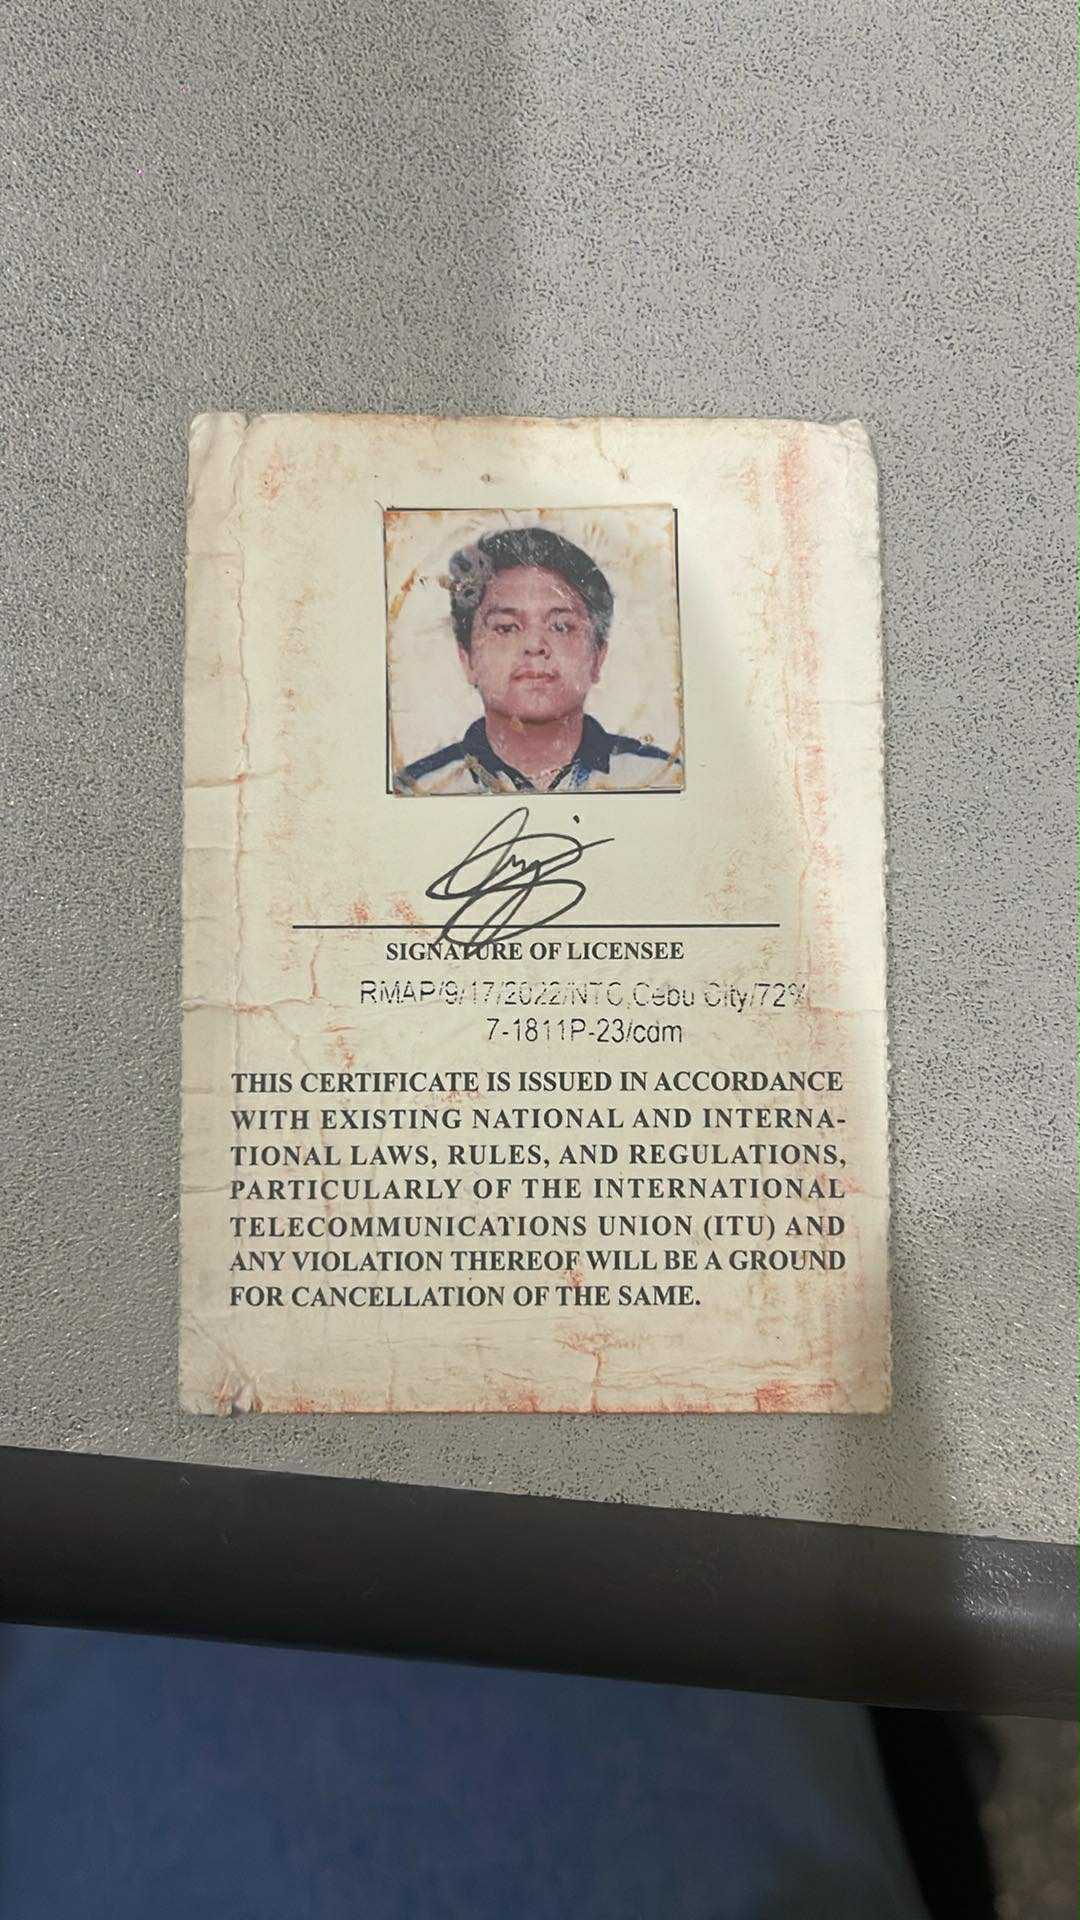 SIGNATURE OF LICENSEE
RMAP/9/17/2022/NTC,Cebu City/72%
7-1811P-23/cdm
THIS CERTIFICATE IS ISSUED IN ACCORDANCE
WITH EXISTING NATIONAL AND INTERNA-
TIONAL LAWS, RULES, AND REGULATIONS,
PARTICULARLY OF THE INTERNATIONAL
TELECOMMUNICATIONS UNION (ITU) AND
ANY VIOLATION THEREOF WILL BE A GROUND
FOR CANCELLATION OF THE SAME.